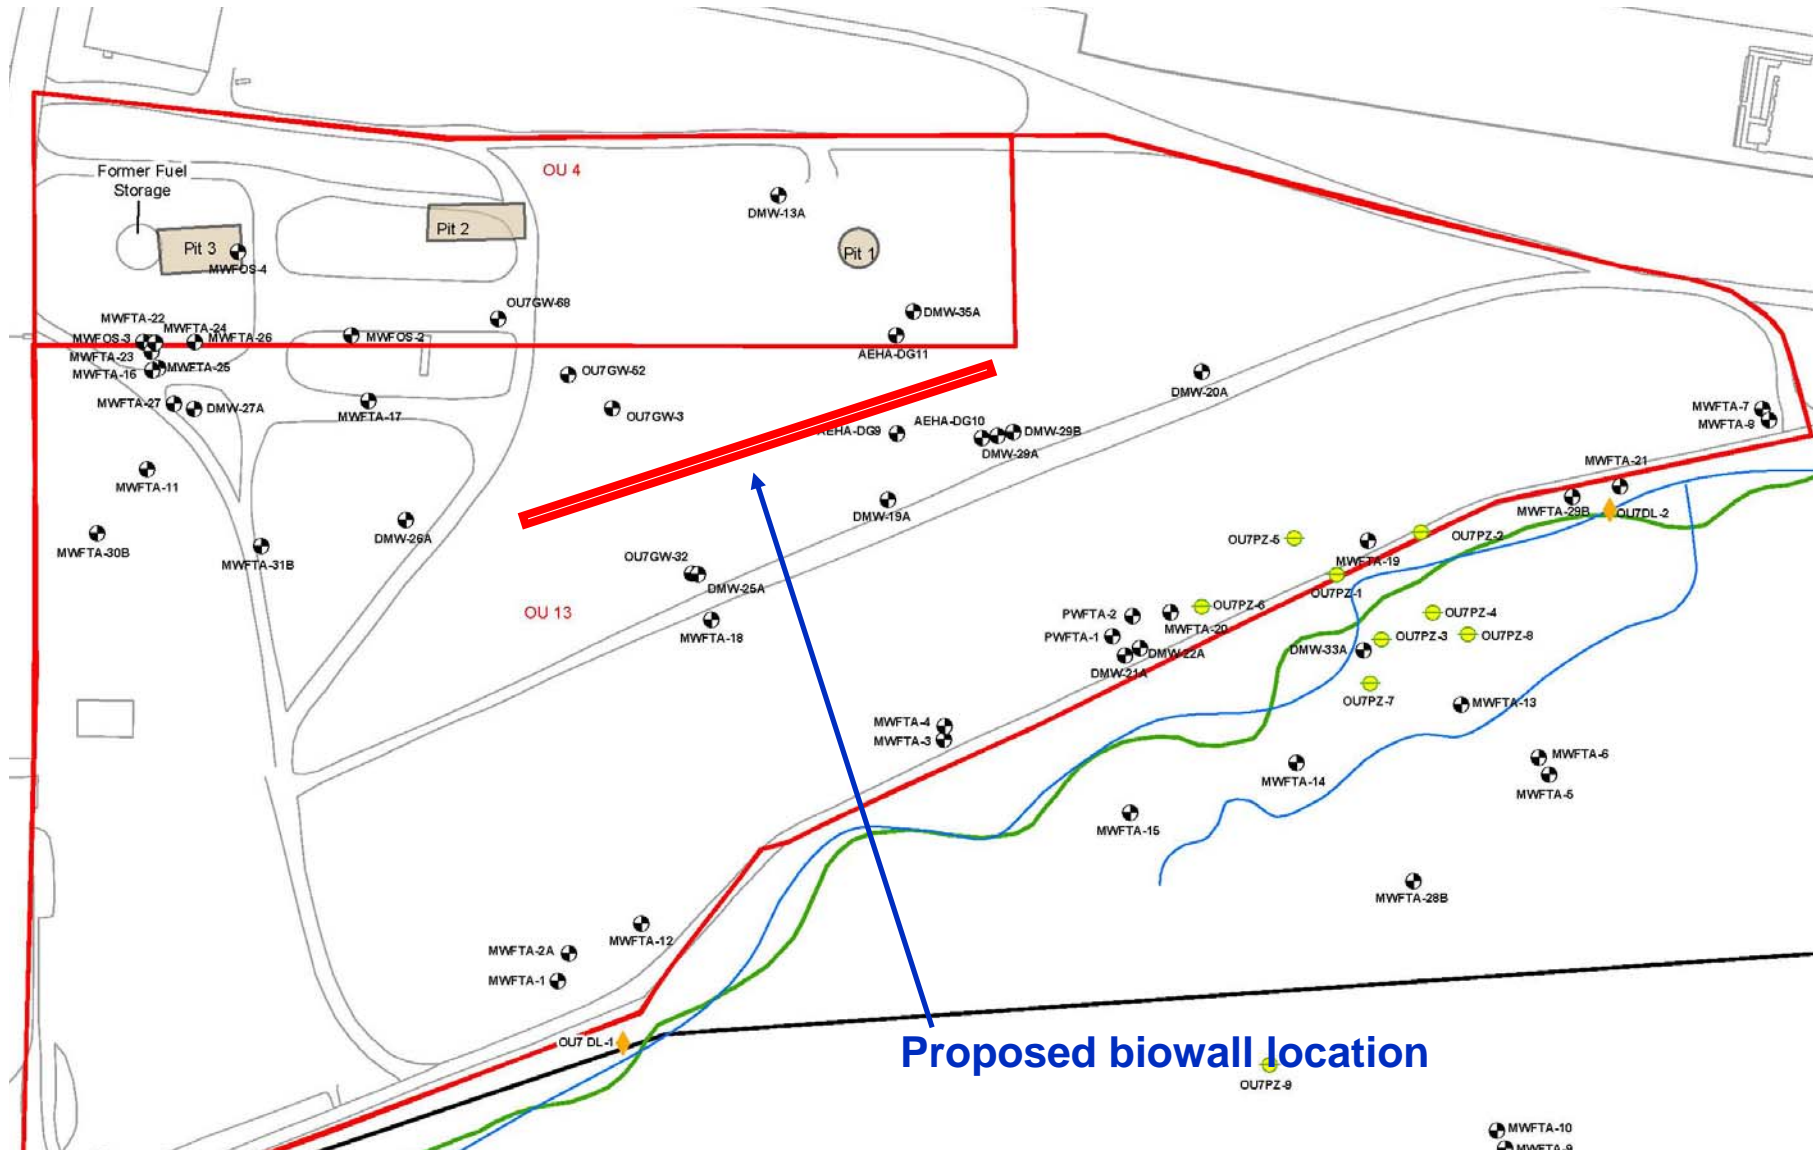 OU 4
Former Fuel
Storage
DMW-13A
Pit 2
Pit 3
Pit 1
MWFOS-4
OU7GW-68
DMW-35A
MWFTA-22
MWFTA-24
MWFOS-3
MWFTA-26
MWFOS-2
MWFTA-23
AEHA-DG11
MWFTA-25
MWFTA-16
OU7GW-52
DMW-20A
MWFTA-27
DMW-27A
MWFTA-17
OU7GW-3
MWFTA-7
MWFTA-8
AEHA-DG10
AEHA-DG9
DMW-29B
DMW-29A
MWFTA-21
MWFTA-11
DMW-19A
MWFTA-29B
OU7DL-2
DMW-26A
OU7PZ-5
OU7PZ-2
MWFTA-30B
MWFTA-31B
OU7GW-32
MWFTA-19
DMW-25A
OU7PZ-1
OU 13
PWFTA-2
OU7PZ-6
OU7PZ-4
MWFTA-18
MWFTA-20
PWFTA-1
OU7PZ-3
OU7PZ-8
DMW-22A
DMW-33A
DMW-21A
OU7PZ-7
MWFTA-13
MWFTA-4
MWFTA-3
MWFTA-6
MWFTA-14
MWFTA-5
MWFTA-15
MWFTA-28B
MWFTA-12
MWFTA-2A
MWFTA-1
OU7 DL-1
Proposed biowall location
OU7PZ-9
MWFTA-10
MWFTA-9